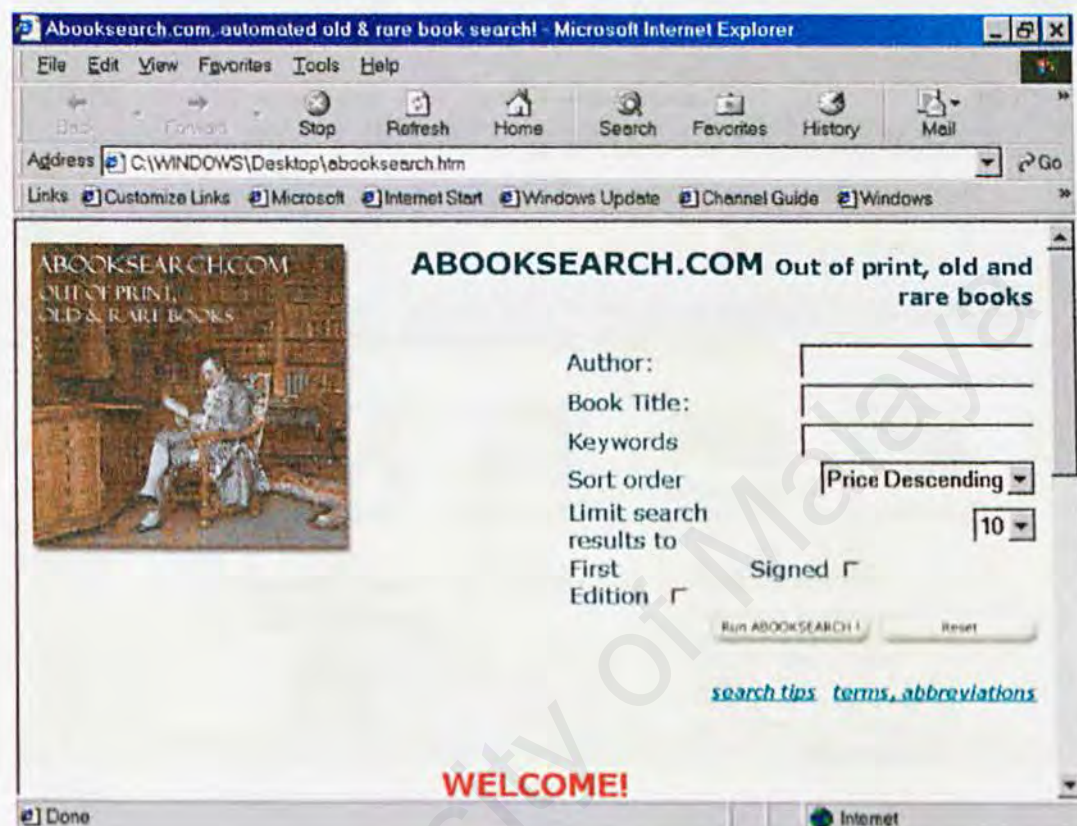 Abooksearch.com, automated old & rare book search! - Microsoft Internet Explorer
File Edit View Favorites Tools Help
Back Forward Stop Refresh Home Search Favorites History Mail
Address C:\WINDOWS\Desktop\abooksearch.htm Go
Links Customize Links Microsoft Internet Start Windows Update Channel Guide Windows
ABOOKSEARCH.COM
OUT OF PRINT,
OLD & RARE BOOKS
ABOOKSEARCH.COM Out of print, old and
rare books
Author:
Book Title:
Keywords
Sort order Price Descending
Limit search
results to 10
First Signed
Edition
Run ABOOKSEARCH! Reset
search tips terms, abbreviations
WELCOME!
Done Internet
University of Malaya